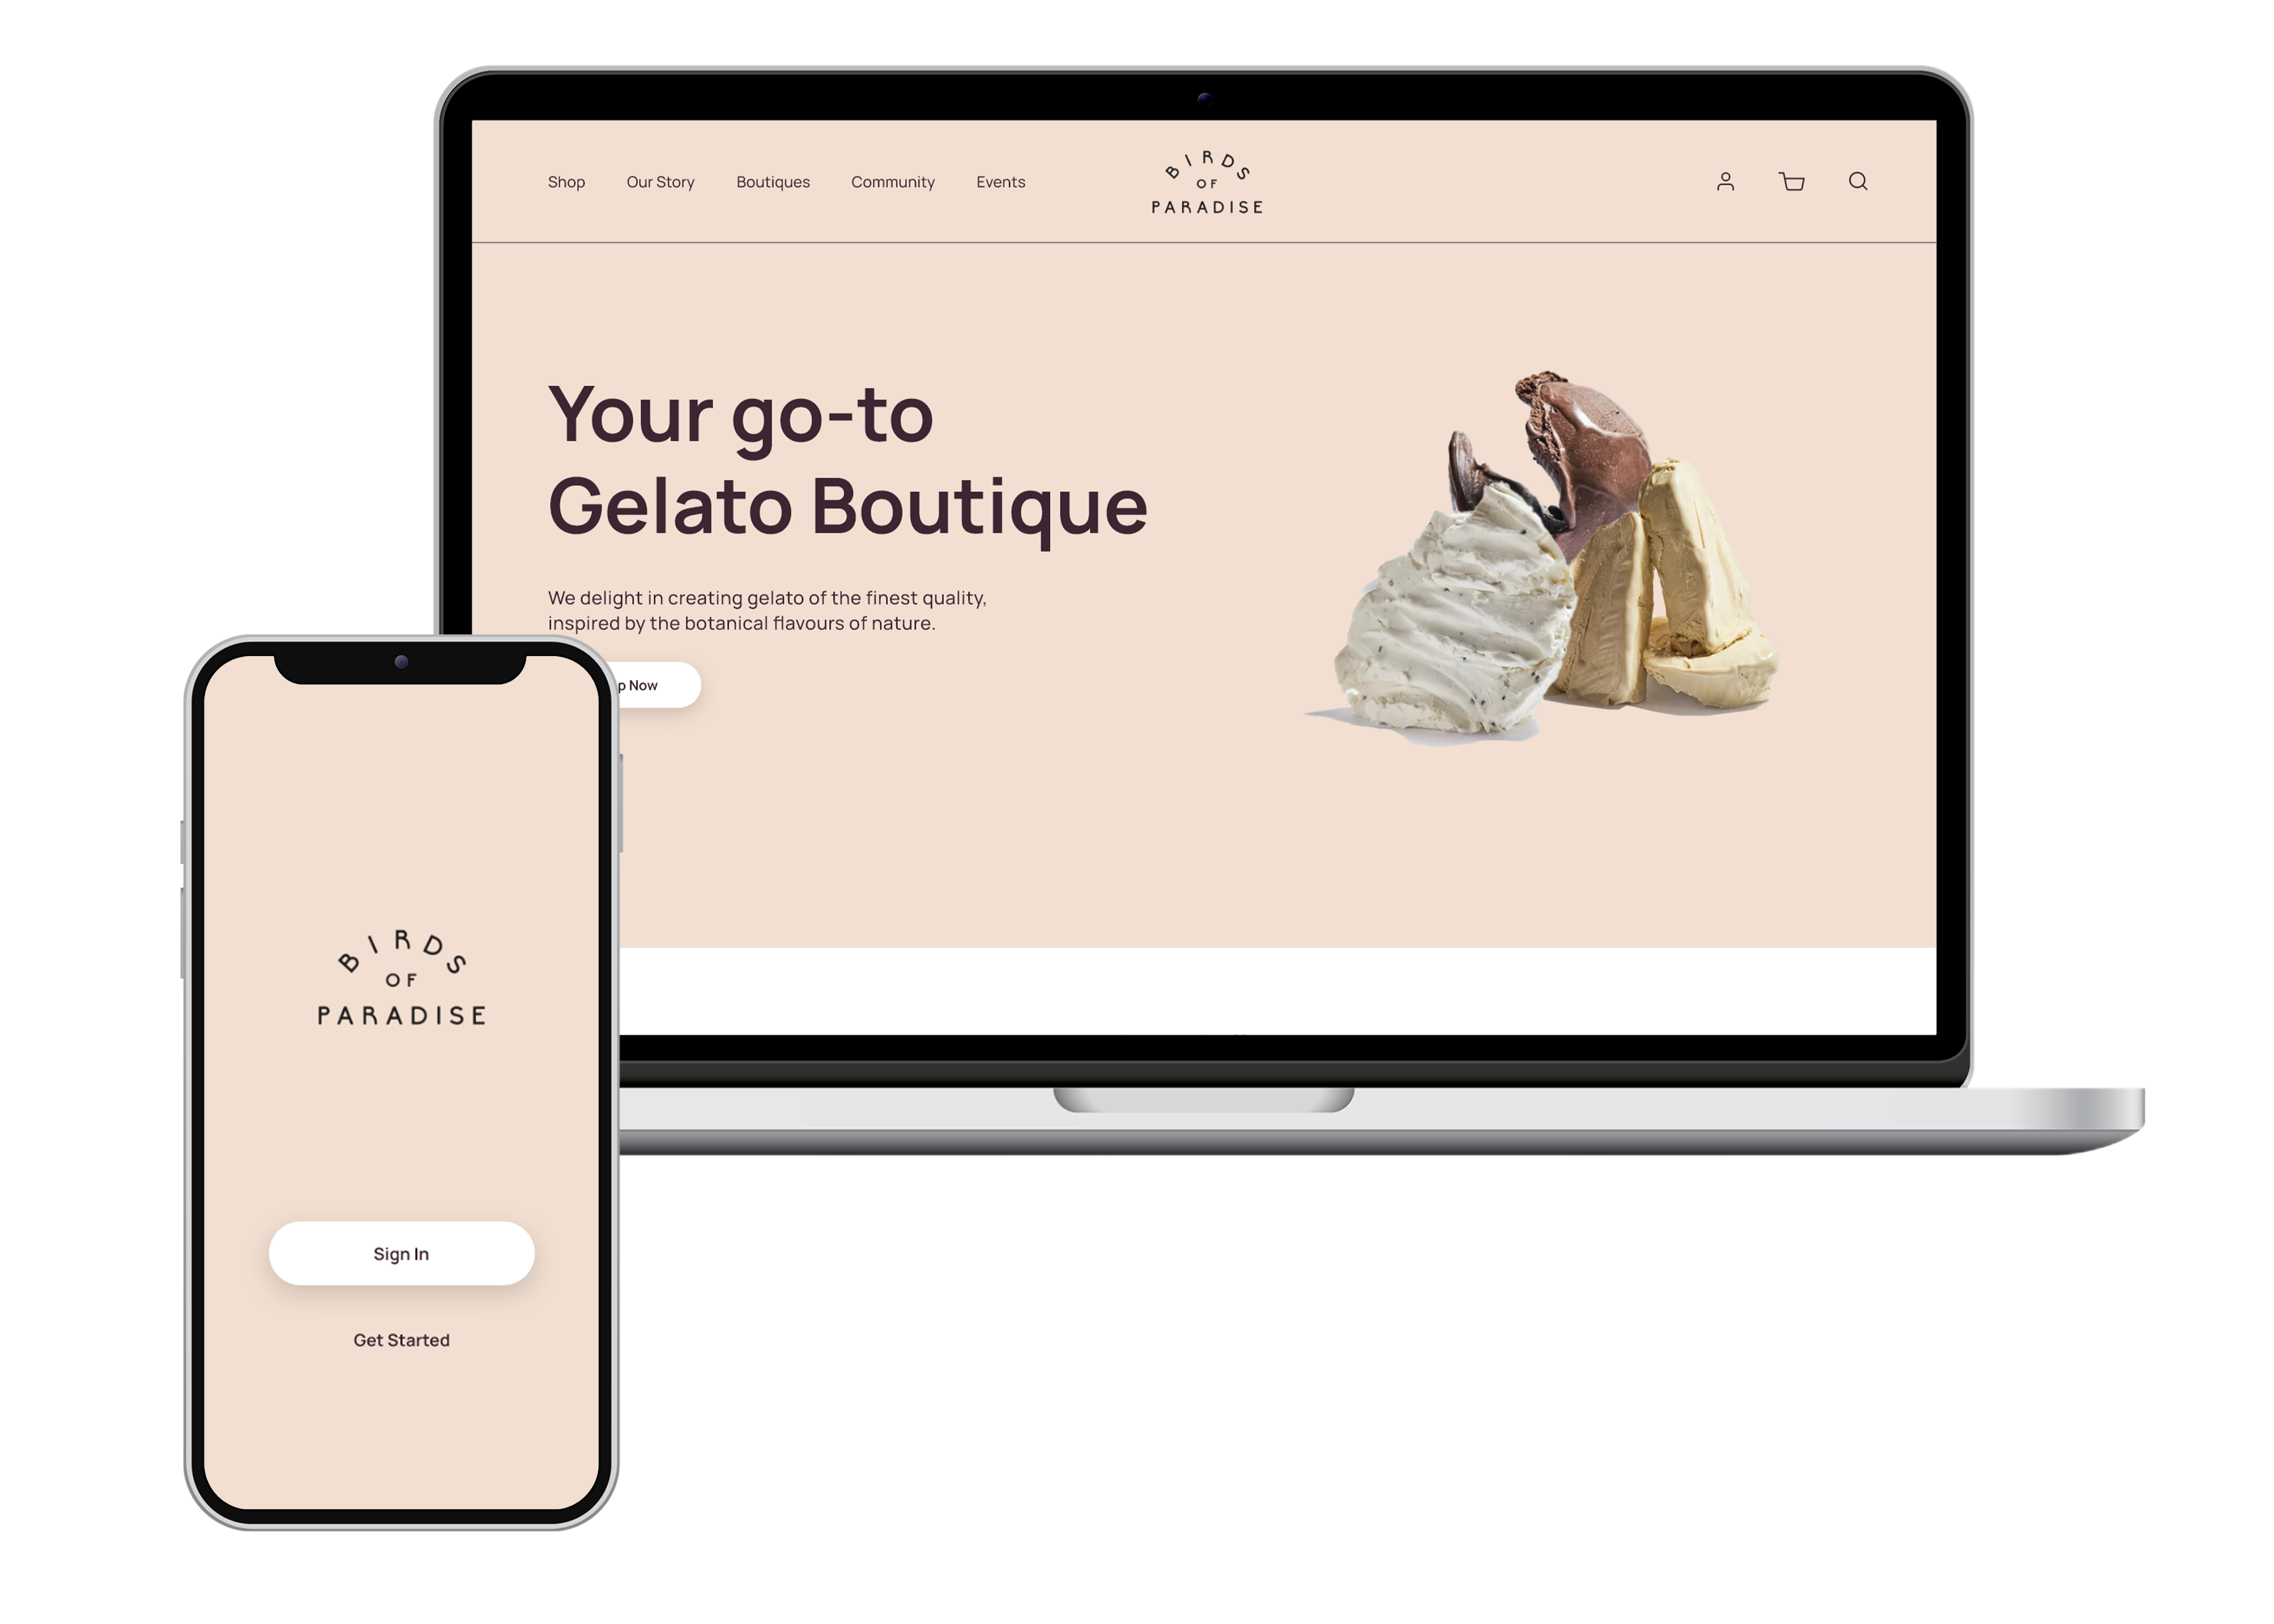 Shop Our Story Boutiques Community Events
BIRDS
OF
PARADISE
Your go-to
Gelato Boutique
We delight in creating gelato of the finest quality,
inspired by the botanical flavours of nature.
Now
BIRDS
OF
PARADISE
Sign In
Get Started